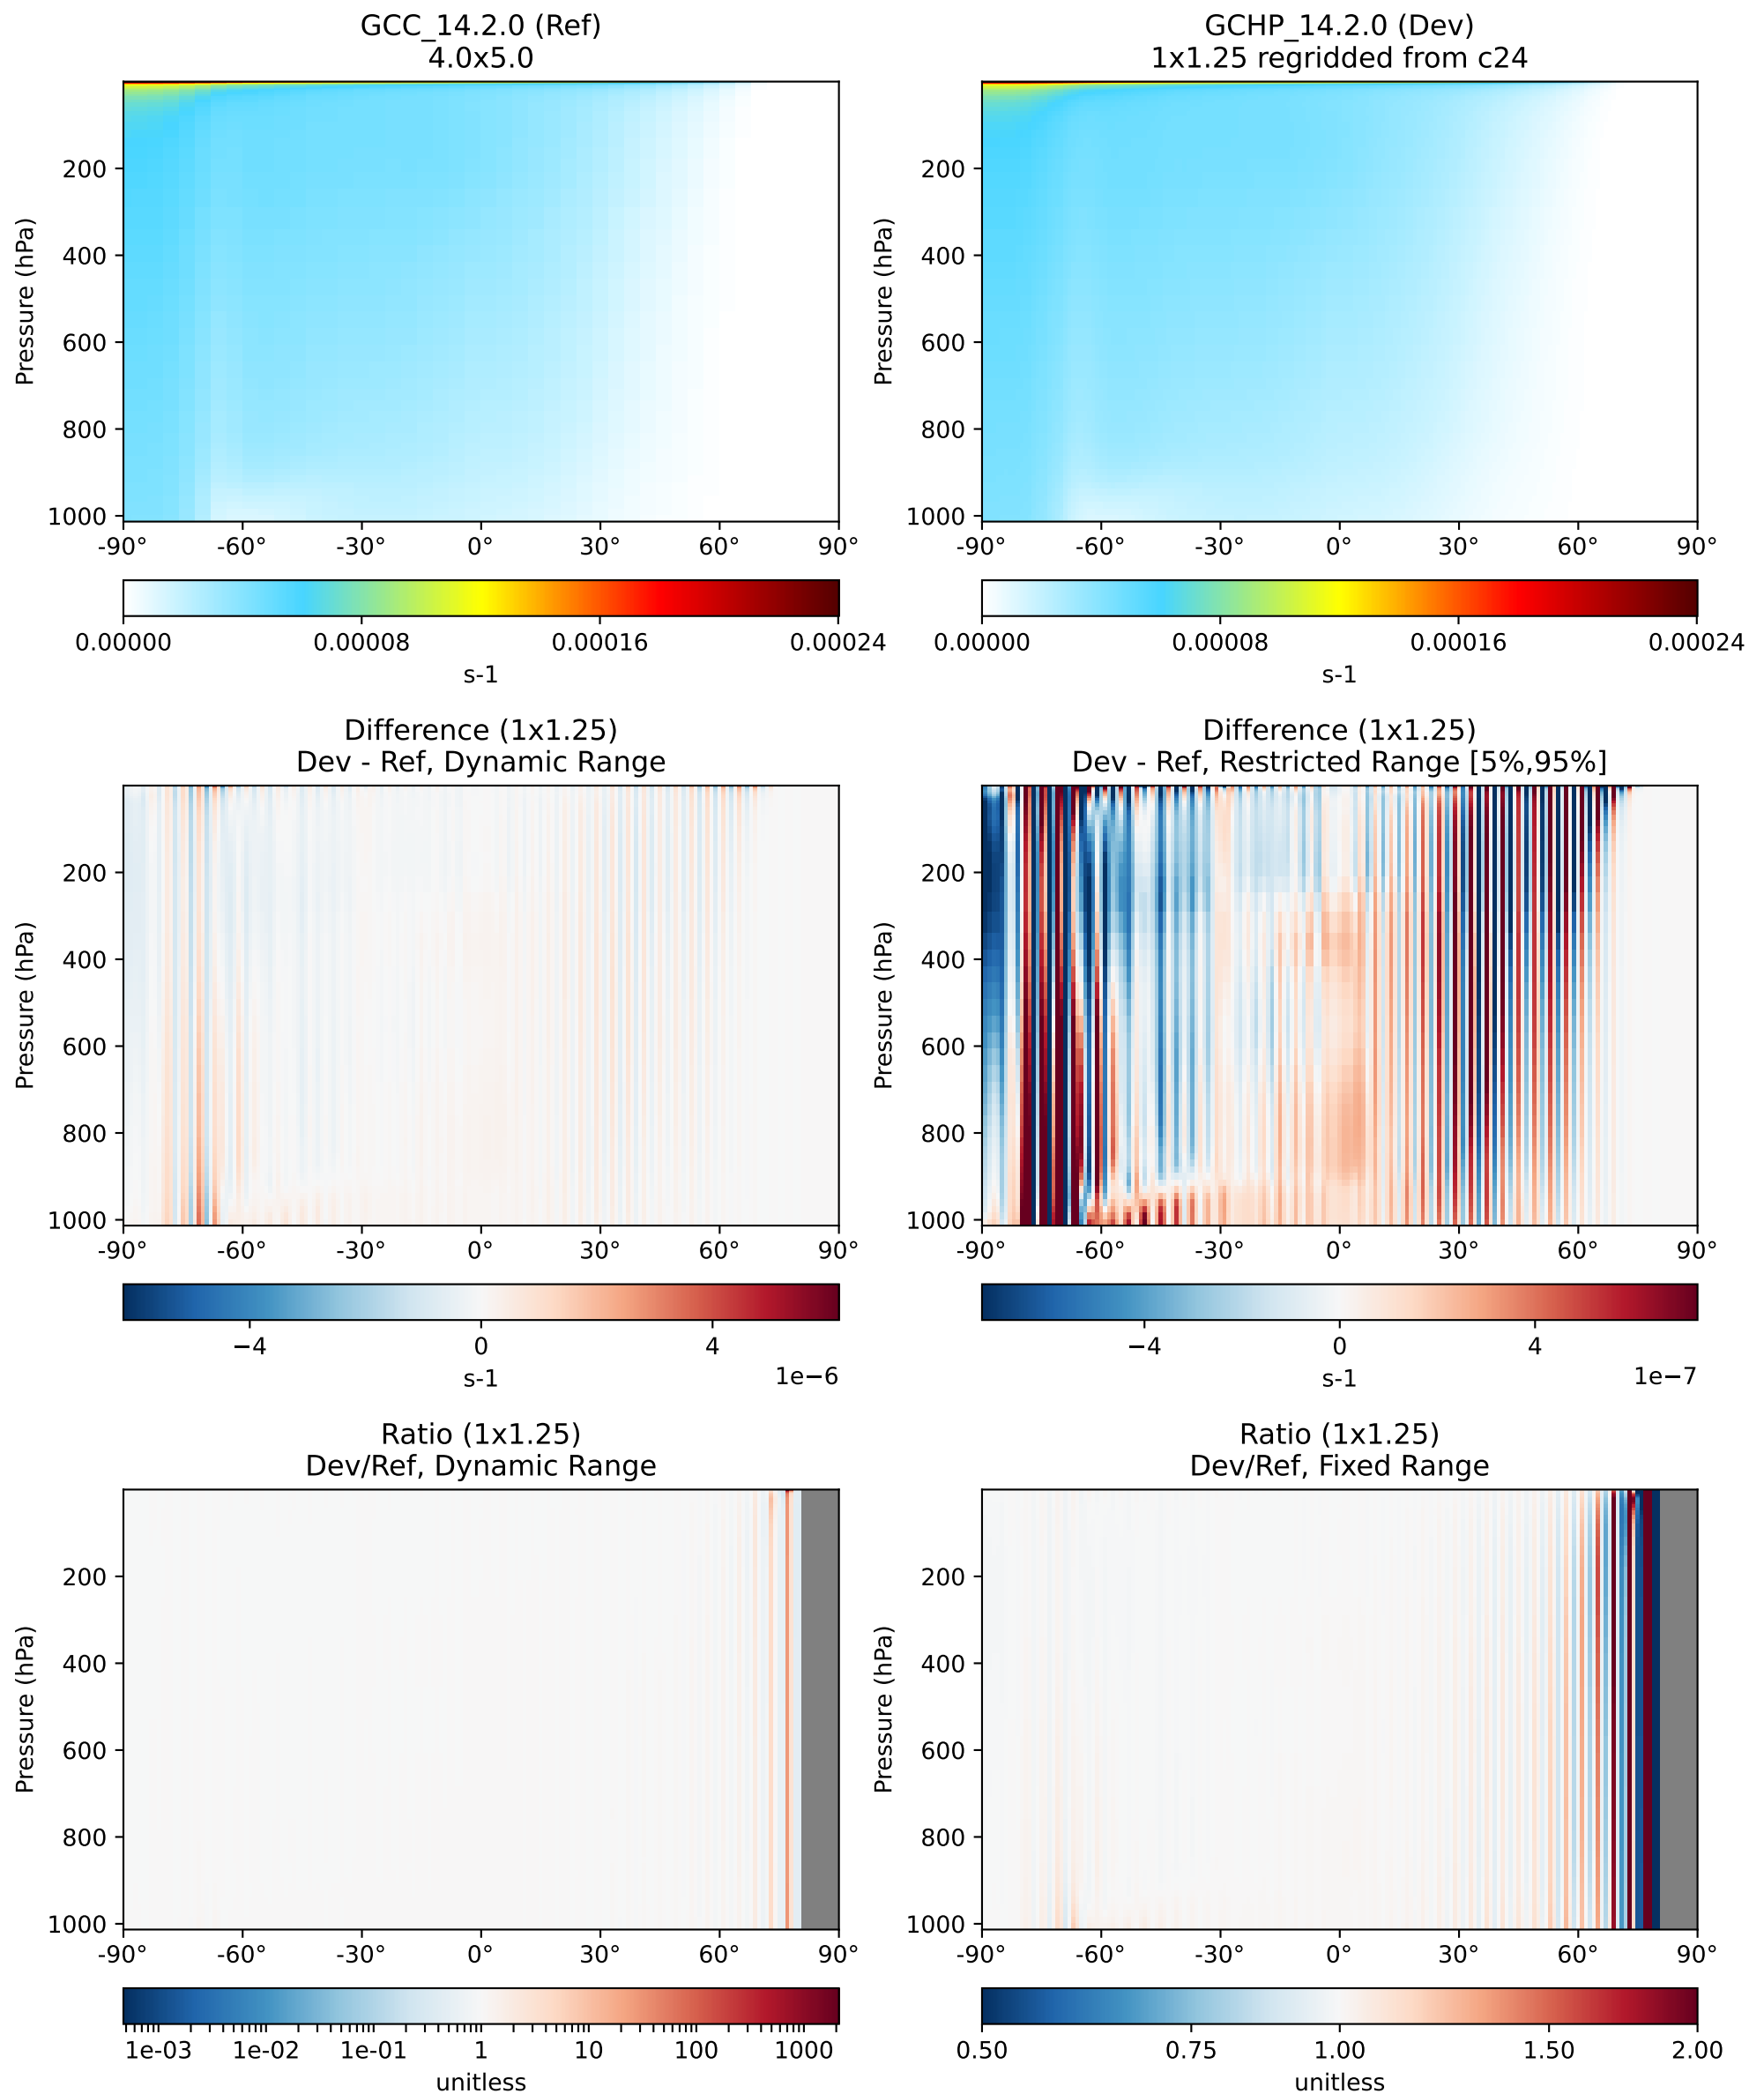 GCC_14.2.0 (Ref)
4.0x5.0
Pressure (hPa)
200
400
600
800
1000
-90° -60° -30° 0° 30° 60° 90°
0.00000 0.00008 0.00016 0.00024
s-1
GCHP_14.2.0 (Dev)
1x1.25 regridded from c24
Pressure (hPa)
200
400
600
800
1000
-90° -60° -30° 0° 30° 60° 90°
0.00000 0.00008 0.00016 0.00024
s-1
Difference (1x1.25)
Dev - Ref, Dynamic Range
Pressure (hPa)
200
400
600
800
1000
-90° -60° -30° 0° 30° 60° 90°
−4 0 4
s-1 1e−6
Difference (1x1.25)
Dev - Ref, Restricted Range [5%,95%]
Pressure (hPa)
200
400
600
800
1000
-90° -60° -30° 0° 30° 60° 90°
−4 0 4
s-1 1e−7
Ratio (1x1.25)
Dev/Ref, Dynamic Range
Pressure (hPa)
200
400
600
800
1000
-90° -60° -30° 0° 30° 60° 90°
1e-03 1e-02 1e-01 1 10 100 1000
unitless
Ratio (1x1.25)
Dev/Ref, Fixed Range
Pressure (hPa)
200
400
600
800
1000
-90° -60° -30° 0° 30° 60° 90°
0.50 0.75 1.00 1.50 2.00
unitless